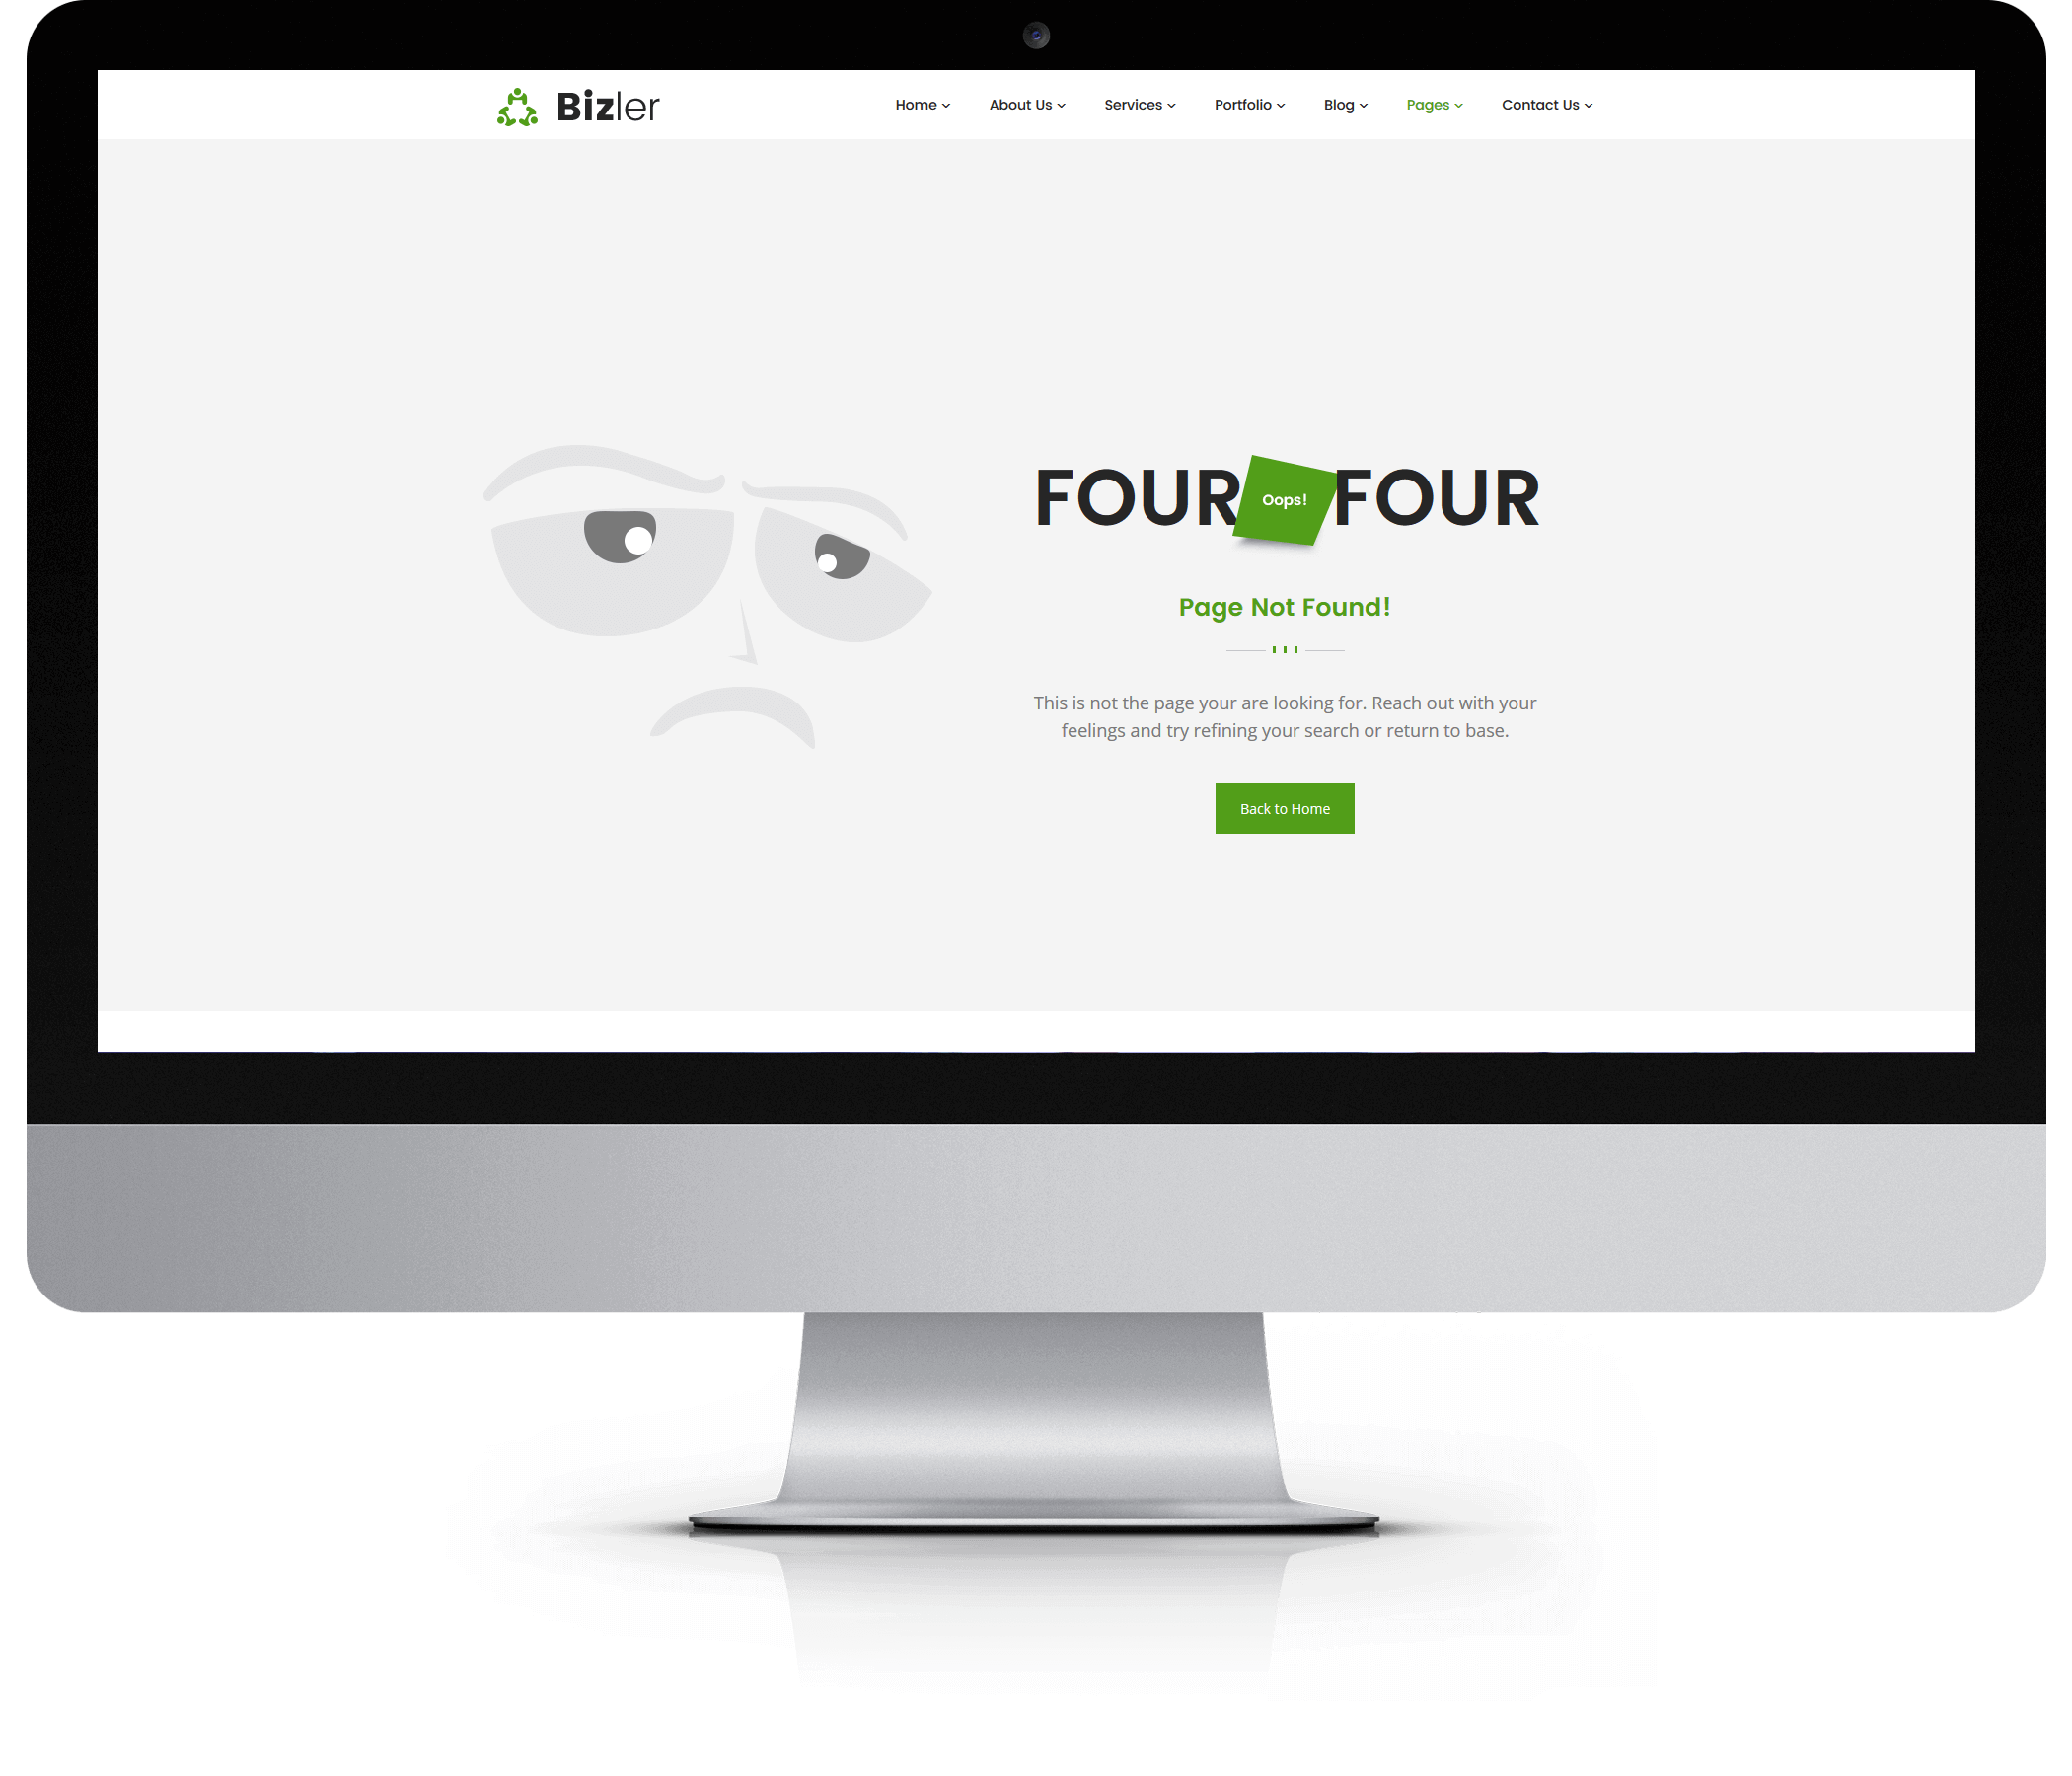 Bizler
Home About Us Services Portfolio Blog Pages Contact Us
FOUR Oops! FOUR
Page Not Found!
This is not the page your are looking for. Reach out with your
feelings and try refining your search or return to base.
Back to Home